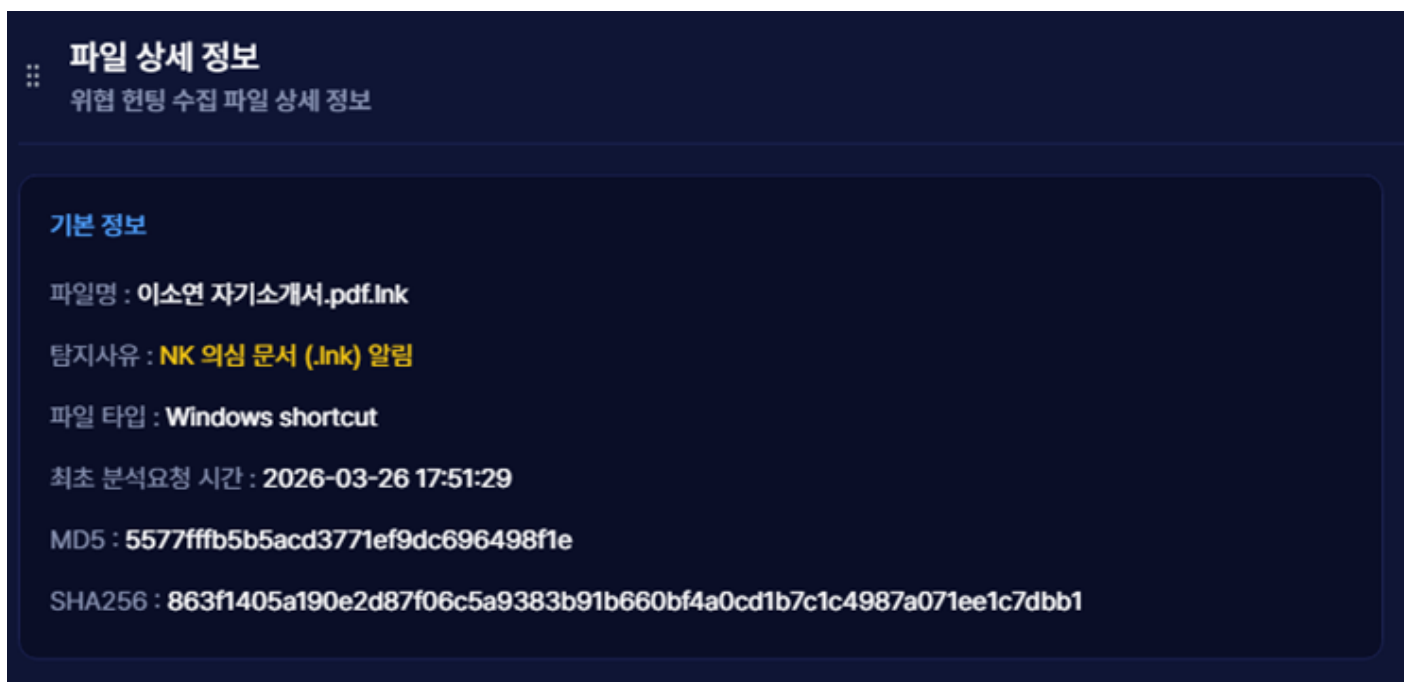 파일 상세 정보
위협 헌팅 수집 파일 상세 정보
기본 정보
파일명 : 이소연 자기소개서.pdf.lnk
탐지사유 : NK 의심 문서 (.lnk) 알림
파일 타입 : Windows shortcut
최초 분석요청 시간 : 2026-03-26 17:51:29
MD5 : 5577fffb5b5acd3771ef9dc696498f1e
SHA256 : 863f1405a190e2d87f06c5a9383b91b660bf4a0cd1b7c1c4987a071ee1c7dbb1